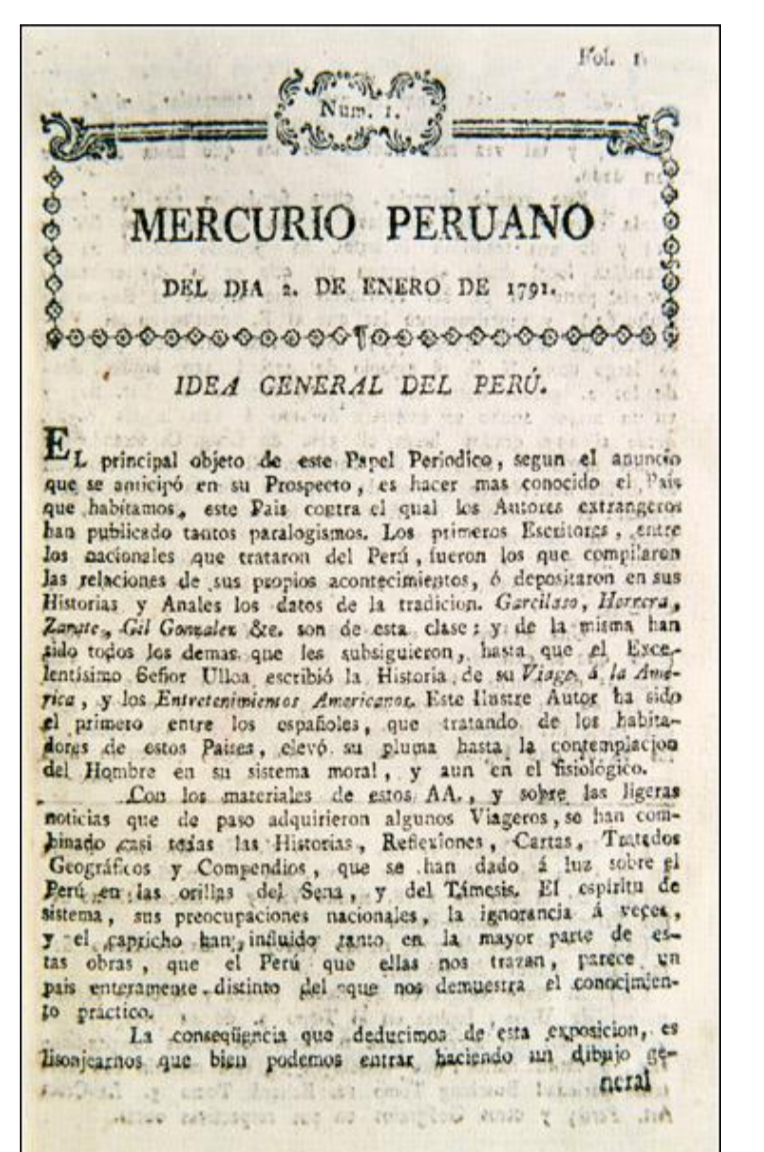 Fol. 1
Núm. 1.
MERCURIO PERUANO
DEL DIA 2. DE ENERO DE 1791.
IDEA GENERAL DEL PERÚ.
EL principal objeto de este Papel Periodico, segun el anuncio
que se anticipó en su Prospecto, es hacer mas conocido el Pais
que habitamos, este Pais contra el qual los Autores extrangeros
han publicado tantos paralogismos. Los primeros Escritores, entre
los nacionales que trataron del Perú, fueron los que compilaron
las relaciones de sus propios acontecimientos, ó depositaron en sus
Historias y Anales los datos de la tradicion. Garcilaso, Herrera,
Zarate, Gil Gonzalez &c. son de esta clase; y de la misma han
sido todos los demas que les subsiguieron, hasta que el Exce-
lentísimo Señor Ulloa escribió la Historia de su Viage á la Amé-
rica, y los Entretenimientos Americanos. Este Ilustre Autor ha sido
el primero entre los españoles, que tratando de los habita-
dores de estos Paises, elevó su pluma hasta la contemplacion
del Hombre en su sistema moral, y aun en el fisiológico.
Con los materiales de estos AA., y sobre las ligeras
noticias que de paso adquirieron algunos Viageros, se han com-
binado casi todas las Historias, Reflexiones, Cartas, Tratados
Geográficos y Compendios, que se han dado á luz sobre el
Perú en las orillas del Sena, y del Támesis. El espíritu de
sistema, sus preocupaciones nacionales, la ignorancia á veces,
y el capricho han influido tanto en la mayor parte de es-
tas obras, que el Perú que ellas nos trazan, parece un
pais enteramente distinto del que nos demuestra el conocimien-
to práctico.
La conseqüencia que deducimos de esta exposicion, es
lisonjearnos que bien podemos entrar haciendo un dibujo ge-
neral